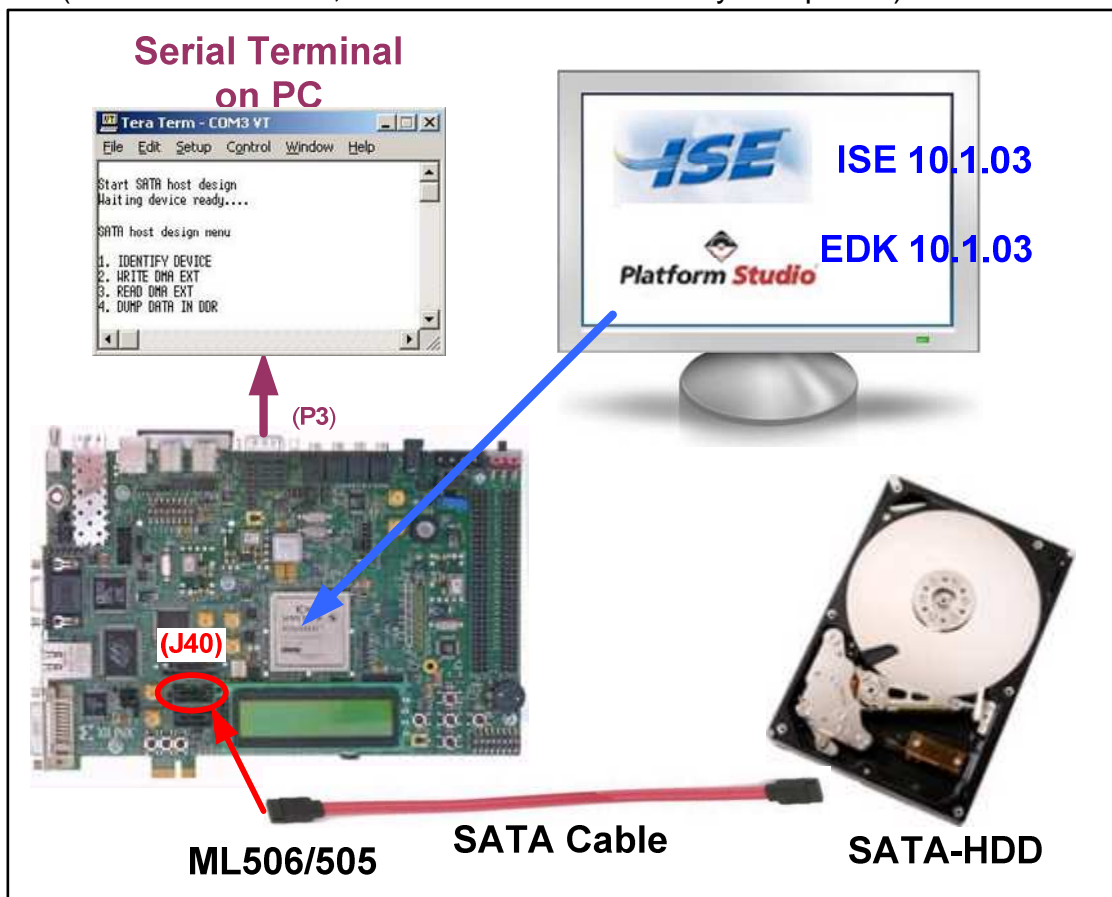 Serial Terminal
on PC
Tera Term - COM3 VT
File Edit Setup Control Window Help
Start SATA host design
Waiting device ready....
SATA host design menu
1. IDENTIFY DEVICE
2. WRITE DMA EXT
3. READ DMA EXT
4. DUMP DATA IN DDR
ISE
ISE 10.1.03
Platform Studio
EDK 10.1.03
(P3)
(J40)
XILINX
SATA Cable
ML506/505
SATA-HDD